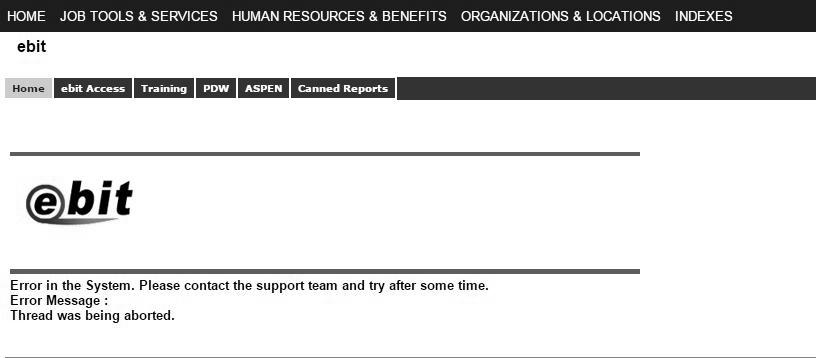 HOME JOB TOOLS & SERVICES HUMAN RESOURCES & BENEFITS ORGANIZATIONS & LOCATIONS INDEXES
ebit
Home ebit Access Training PDW ASPEN Canned Reports
ebit
Error in the System. Please contact the support team and try after some time.
Error Message :
Thread was being aborted.